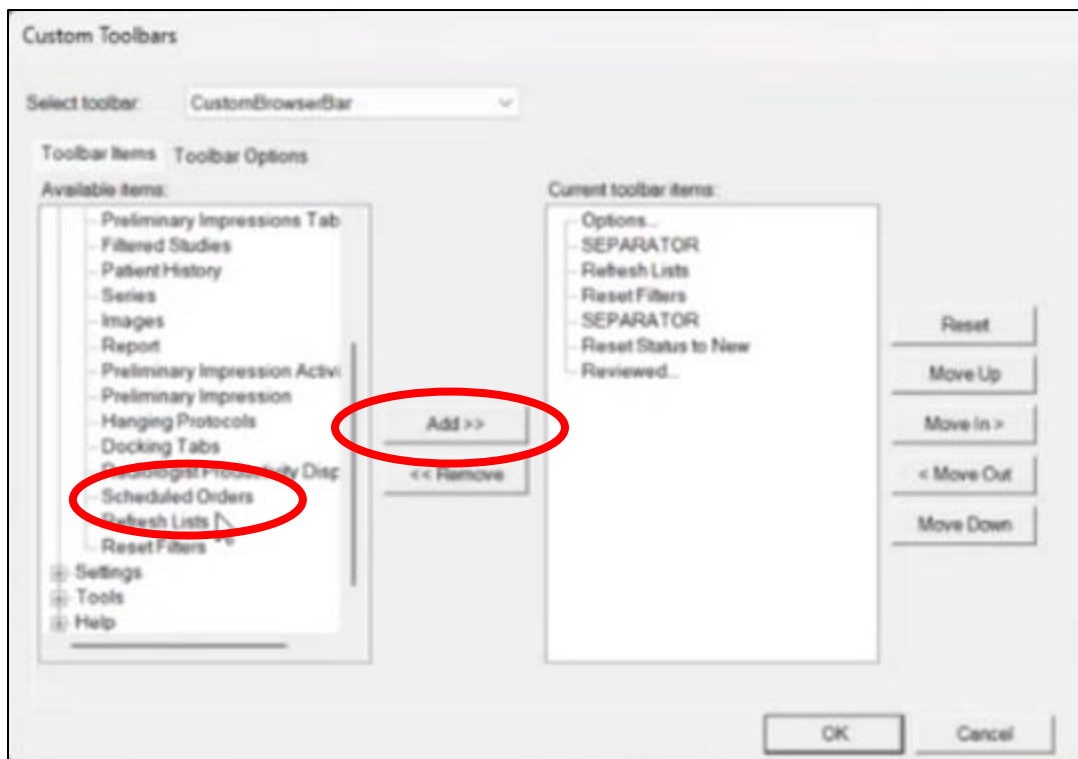 Custom Toolbars
Select toolbar: CustomBrowserBar
Toolbar Items Toolbar Options
Available items:
Preliminary Impressions Tab
Filtered Studies
Patient History
Series
Images
Report
Preliminary Impression Activi
Preliminary Impression
Hanging Protocols
Docking Tabs
Radiologist Productivity Disp
Scheduled Orders
Refresh Lists
Reset Filters
Settings
Tools
Help
Add >>
<< Remove
Current toolbar items:
Options...
SEPARATOR
Refresh Lists
Reset Filters
SEPARATOR
Reset Status to New
Reviewed...
Reset
Move Up
Move In >
< Move Out
Move Down
OK Cancel